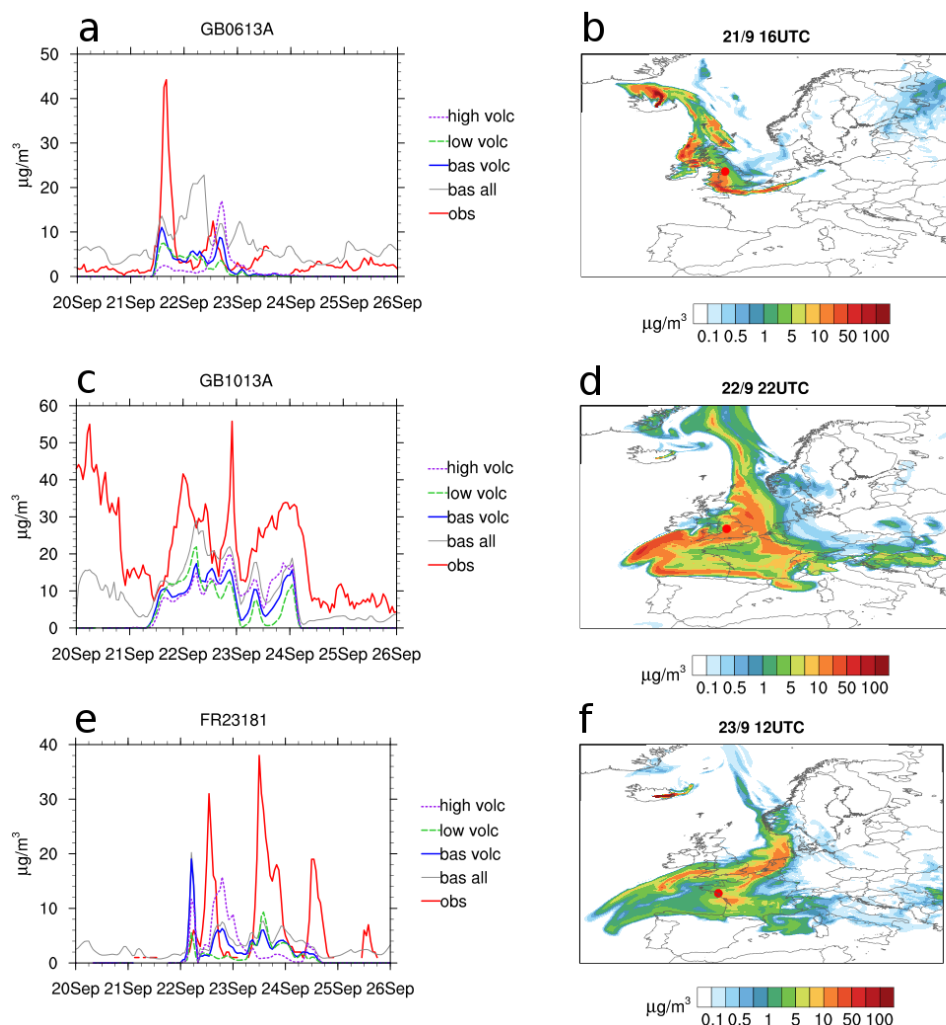 a
GB0613A
µg/m³
50
40
30
20
10
0
20Sep 21Sep 22Sep 23Sep 24Sep 25Sep 26Sep
high volc
low volc
bas volc
bas all
obs
b
21/9 16UTC
µg/m³
0.1 0.5 1 5 10 50 100
c
GB1013A
µg/m³
60
50
40
30
20
10
0
20Sep 21Sep 22Sep 23Sep 24Sep 25Sep 26Sep
high volc
low volc
bas volc
bas all
obs
d
22/9 22UTC
µg/m³
0.1 0.5 1 5 10 50 100
e
FR23181
µg/m³
40
30
20
10
0
20Sep 21Sep 22Sep 23Sep 24Sep 25Sep 26Sep
high volc
low volc
bas volc
bas all
obs
f
23/9 12UTC
µg/m³
0.1 0.5 1 5 10 50 100